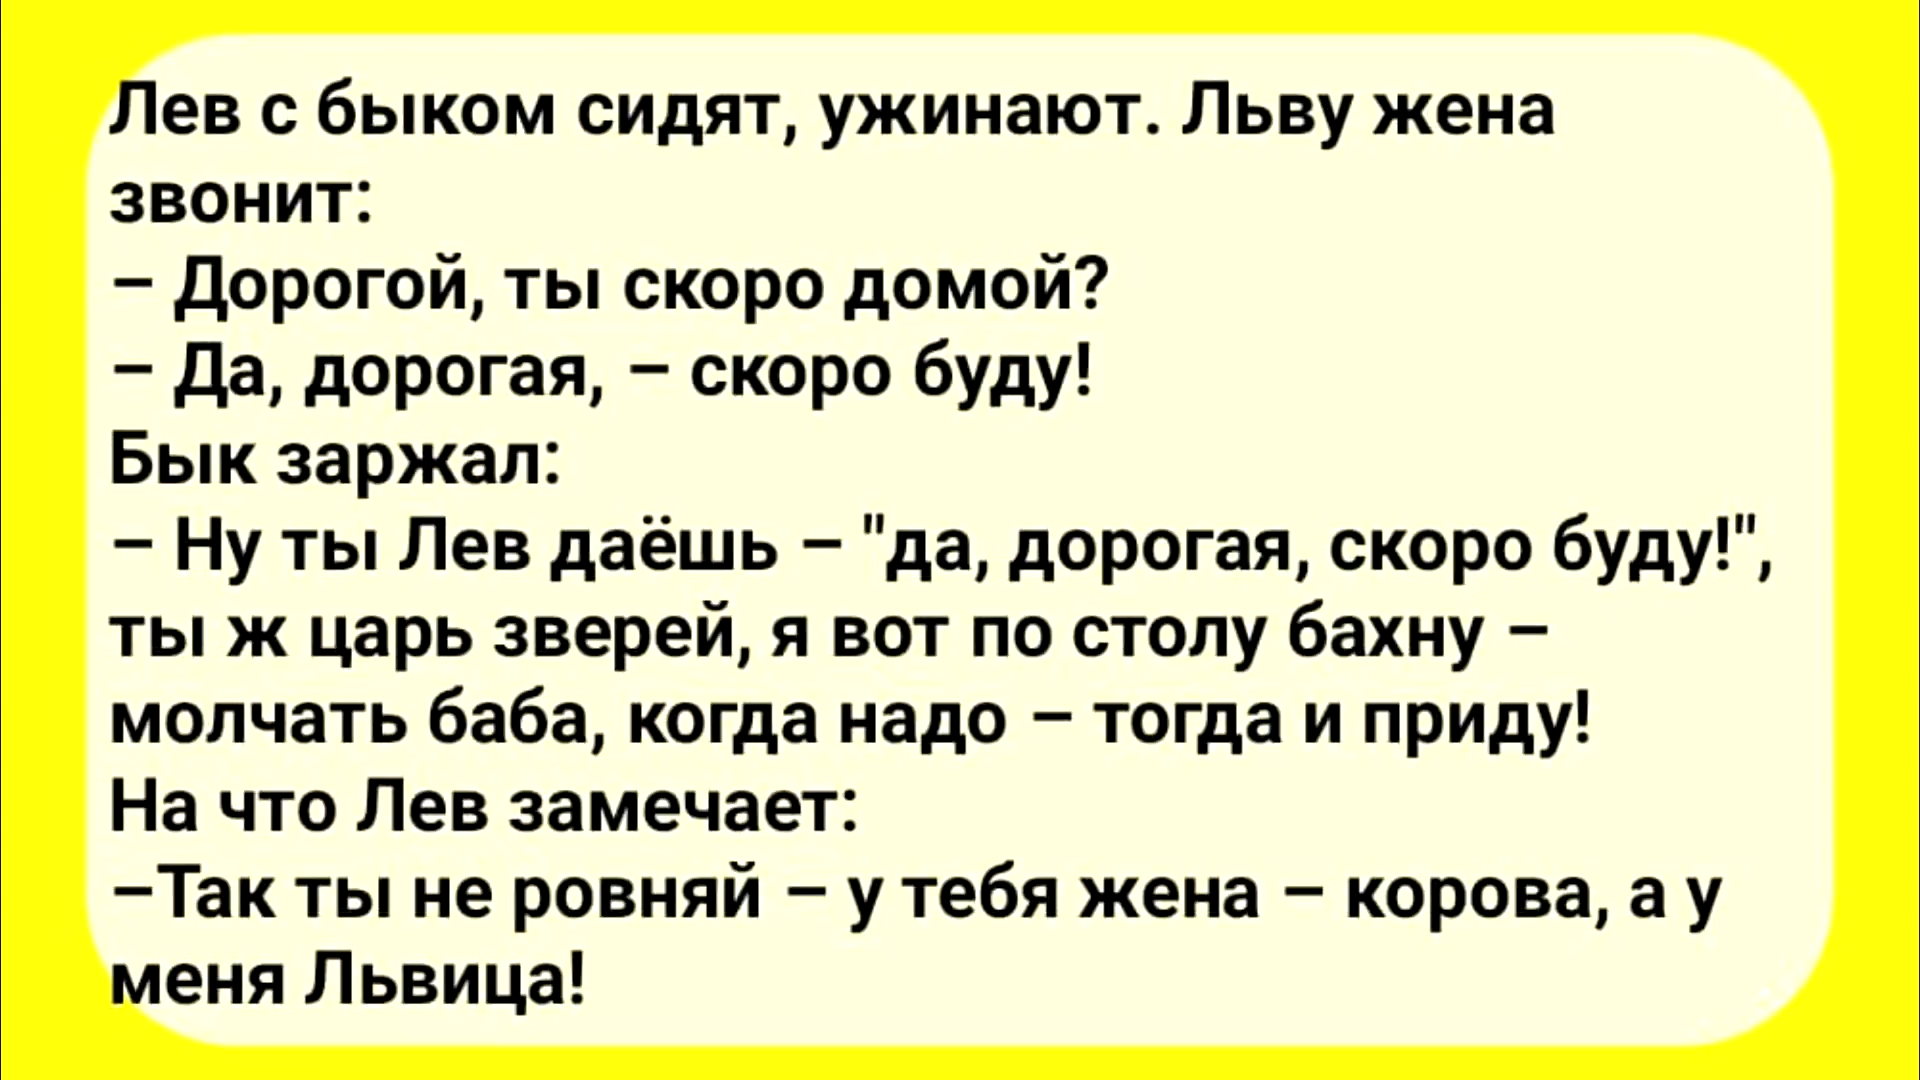 Лев с быком сидят, ужинают. Льву жена
звонит:
– Дорогой, ты скоро домой?
– Да, дорогая, – скоро буду!
Бык заржал:
– Ну ты Лев даёшь – "да, дорогая, скоро буду!",
ты ж царь зверей, я вот по столу бахну –
молчать баба, когда надо – тогда и приду!
На что Лев замечает:
–Так ты не ровняй – у тебя жена – корова, а у
меня Львица!